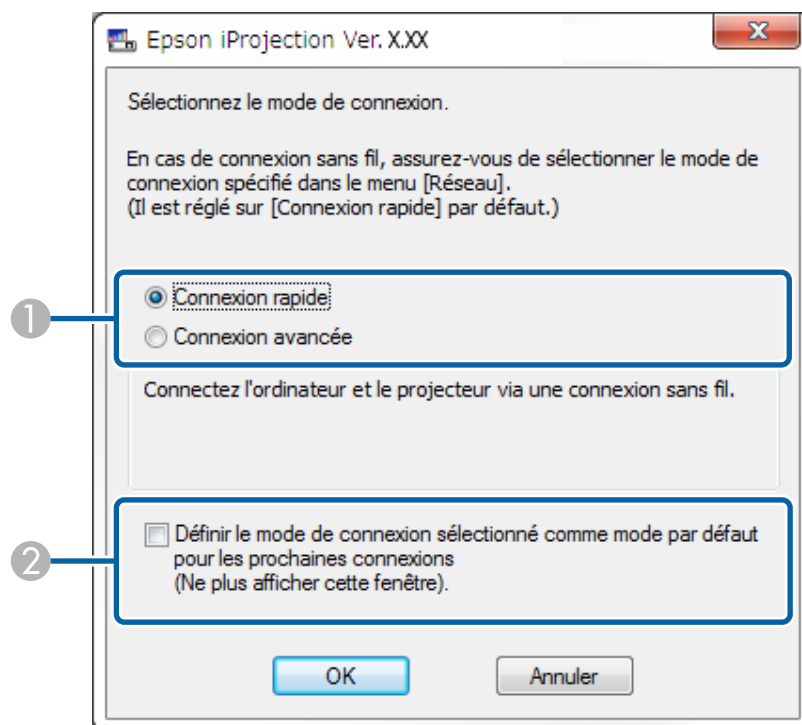 Epson iProjection Ver. X.XX
Sélectionnez le mode de connexion.
En cas de connexion sans fil, assurez-vous de sélectionner le mode de
connexion spécifié dans le menu [Réseau].
(Il est réglé sur [Connexion rapide] par défaut.)
1
Connexion rapide
Connexion avancée
Connectez l'ordinateur et le projecteur via une connexion sans fil.
2
Définir le mode de connexion sélectionné comme mode par défaut
pour les prochaines connexions
(Ne plus afficher cette fenêtre).
OK
Annuler